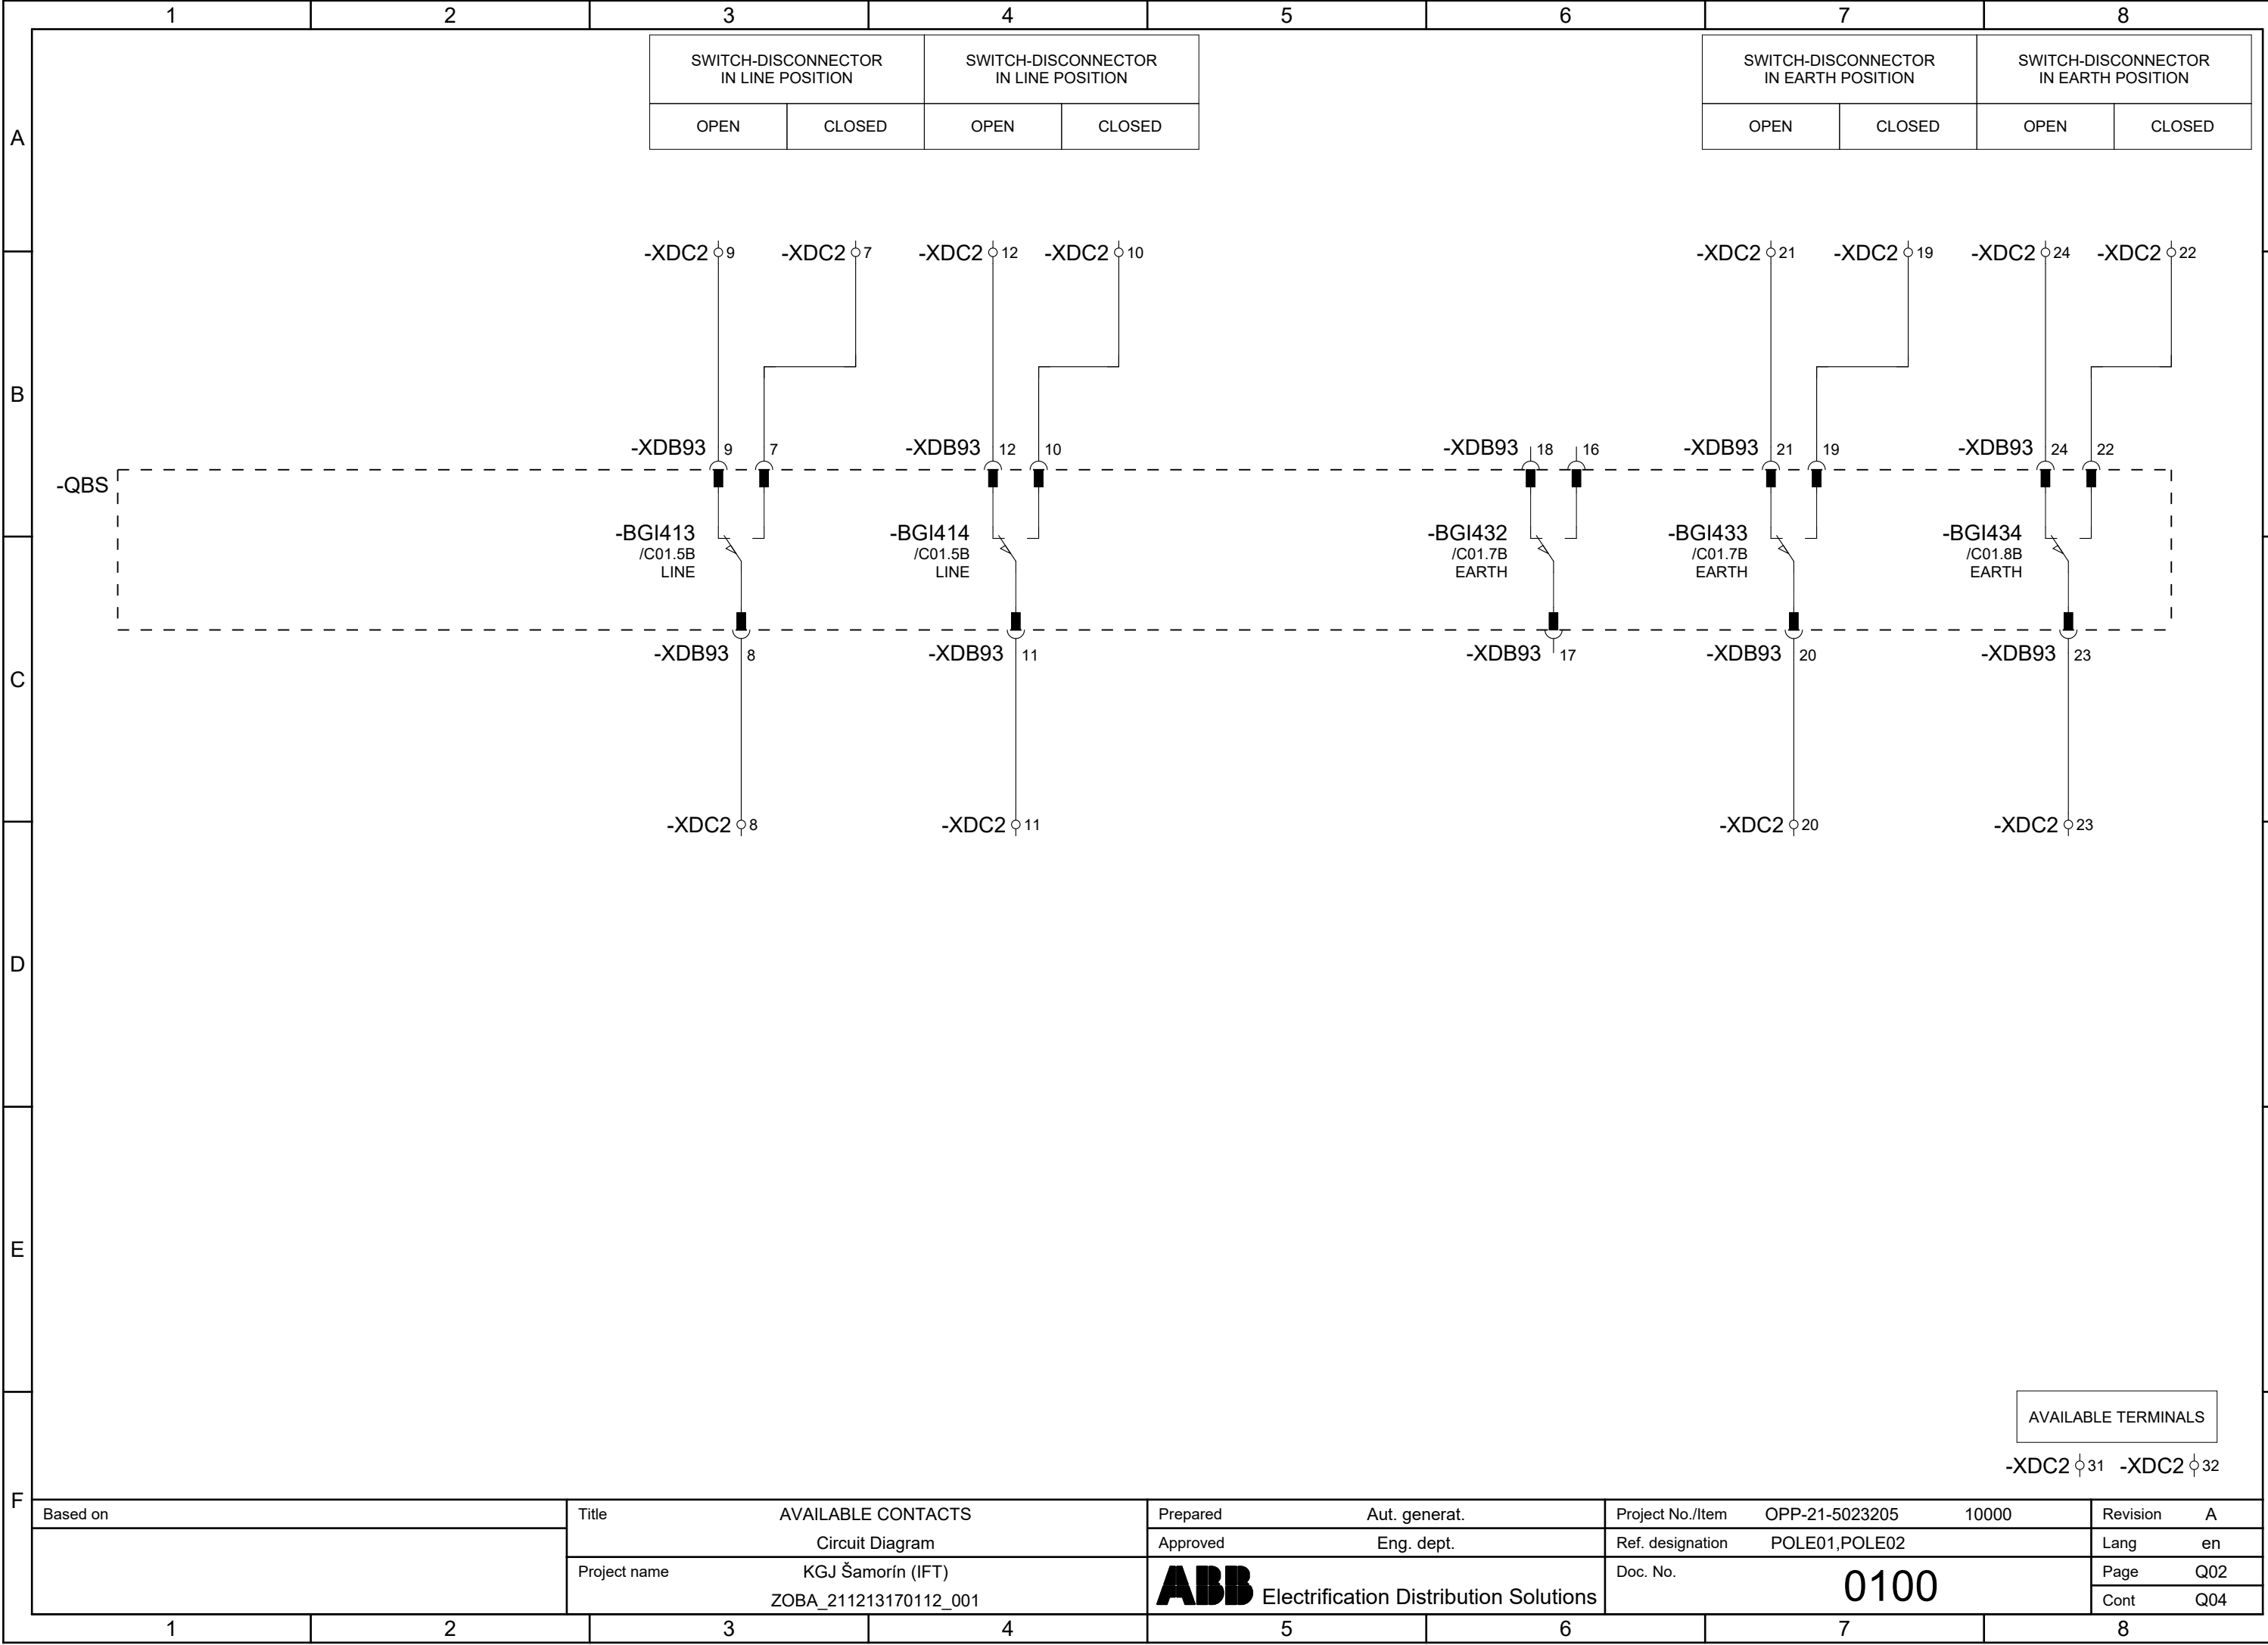 1 2 3 4 5 6 7 8
SWITCH-DISCONNECTOR
IN LINE POSITION
OPEN CLOSED
SWITCH-DISCONNECTOR
IN LINE POSITION
OPEN CLOSED
SWITCH-DISCONNECTOR
IN EARTH POSITION
OPEN CLOSED
SWITCH-DISCONNECTOR
IN EARTH POSITION
OPEN CLOSED
A
-XDC2 9 -XDC2 7 -XDC2 12 -XDC2 10 -XDC2 21 -XDC2 19 -XDC2 24 -XDC2 22
B
-XDB93 9 7 -XDB93 12 10 -XDB93 18 16 -XDB93 21 19 -XDB93 24 22
-QBS
-BGI413
/C01.5B
LINE
-BGI414
/C01.5B
LINE
-BGI432
/C01.7B
EARTH
-BGI433
/C01.7B
EARTH
-BGI434
/C01.8B
EARTH
-XDB93 8 -XDB93 11 -XDB93 17 -XDB93 20 -XDB93 23
C
-XDC2 8 -XDC2 11 -XDC2 20 -XDC2 23
D
E
AVAILABLE TERMINALS
-XDC2 31 -XDC2 32
F
Based on
Title AVAILABLE CONTACTS
Circuit Diagram
Project name KGJ Šamorín (IFT)
ZOBA_211213170112_001
Prepared Aut. generat.
Approved Eng. dept.
ABB Electrification Distribution Solutions
Project No./Item OPP-21-5023205 10000
Ref. designation POLE01,POLE02
Doc. No. 0100
Revision A
Lang en
Page Q02
Cont Q04
1 2 3 4 5 6 7 8